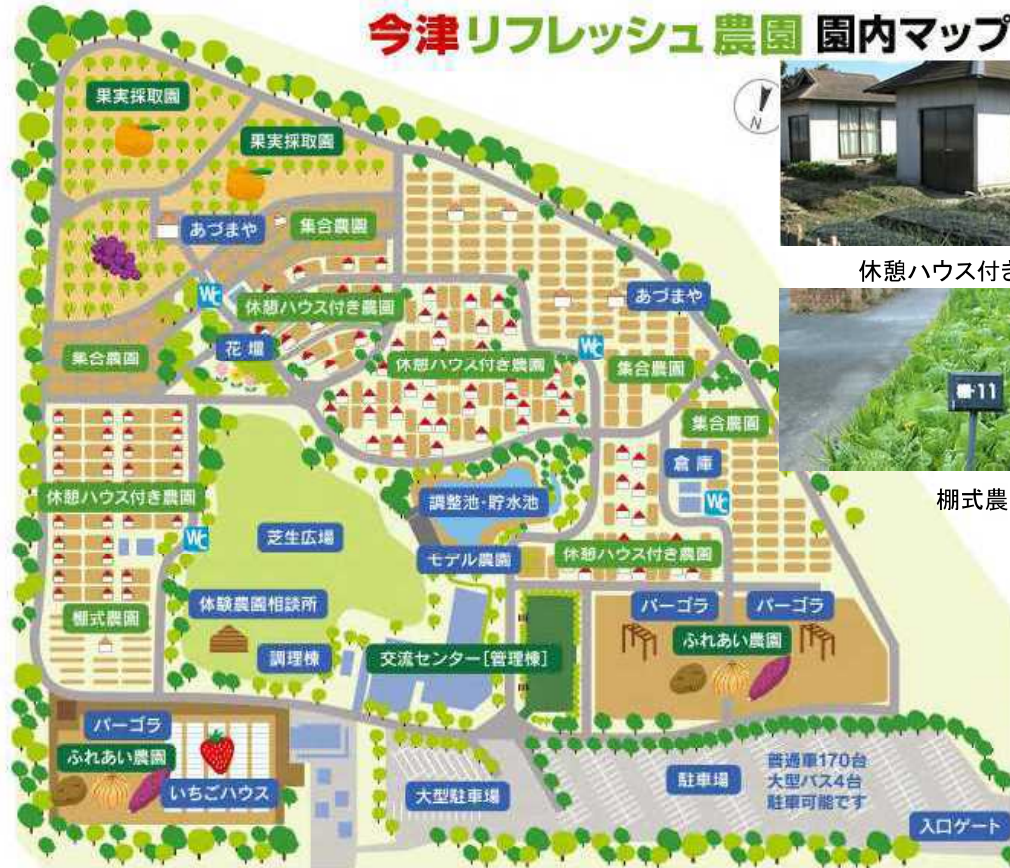 今津リフレッシュ農園 園内マップ
N
果実採取園
果実採取園
あづまや
集合農園
WC
休憩ハウス付き農園
あづまや
集合農園
花壇
休憩ハウス付き農園
WC
集合農園
集合農園
倉庫
休憩ハウス付き農園
調整池・貯水池
WC
WC
芝生広場
モデル農園
休憩ハウス付き農園
棚式農園
体験農園相談所
調理棟
交流センター[管理棟]
パーゴラ
パーゴラ
ふれあい農園
パーゴラ
ふれあい農園
いちごハウス
大型駐車場
駐車場
普通車170台
大型バス4台
駐車可能です
入口ゲート
休憩ハウス付き
棚・11
棚式農